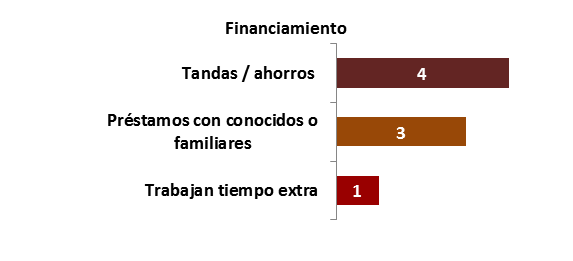 Financiamiento
Tandas / ahorros
4
Préstamos con conocidos o
familiares
3
Trabajan tiempo extra
1